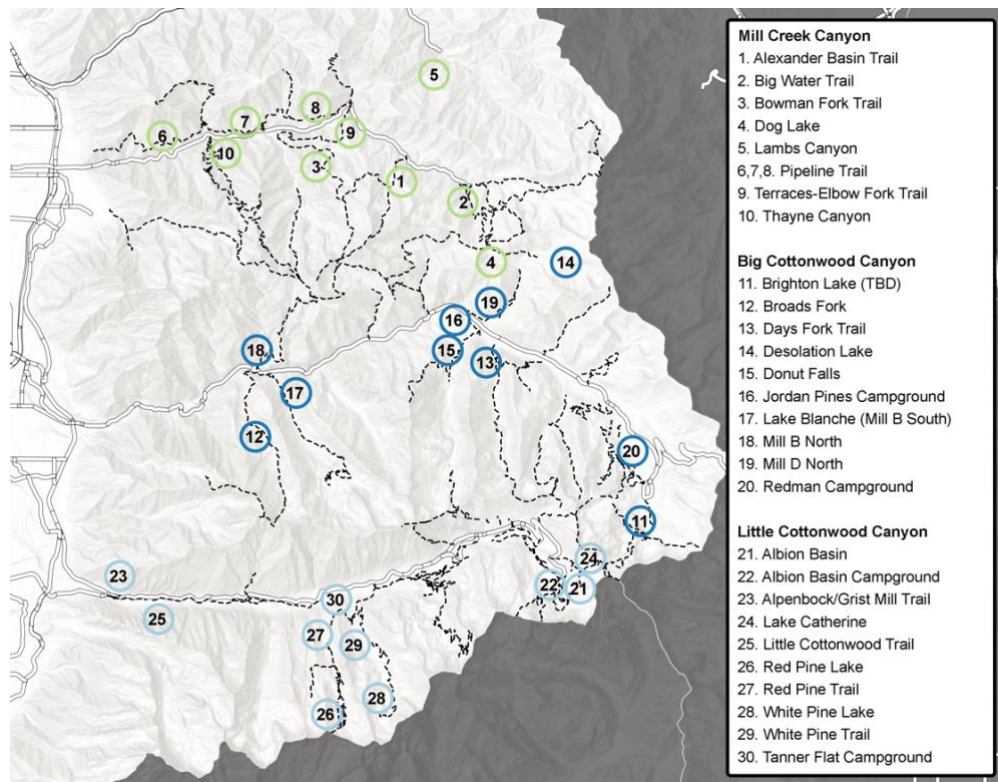 Mill Creek Canyon
1. Alexander Basin Trail
2. Big Water Trail
3. Bowman Fork Trail
4. Dog Lake
5. Lambs Canyon
6,7,8. Pipeline Trail
9. Terraces-Elbow Fork Trail
10. Thayne Canyon
Big Cottonwood Canyon
11. Brighton Lake (TBD)
12. Broads Fork
13. Days Fork Trail
14. Desolation Lake
15. Donut Falls
16. Jordan Pines Campground
17. Lake Blanche (Mill B South)
18. Mill B North
19. Mill D North
20. Redman Campground
Little Cottonwood Canyon
21. Albion Basin
22. Albion Basin Campground
23. Alpenbock/Grist Mill Trail
24. Lake Catherine
25. Little Cottonwood Trail
26. Red Pine Lake
27. Red Pine Trail
28. White Pine Lake
29. White Pine Trail
30. Tanner Flat Campground
5
8
7
9
6
10
3
1
2
4
14
19
16
15
13
18
17
12
20
11
24
22
21
23
30
25
27
29
28
26